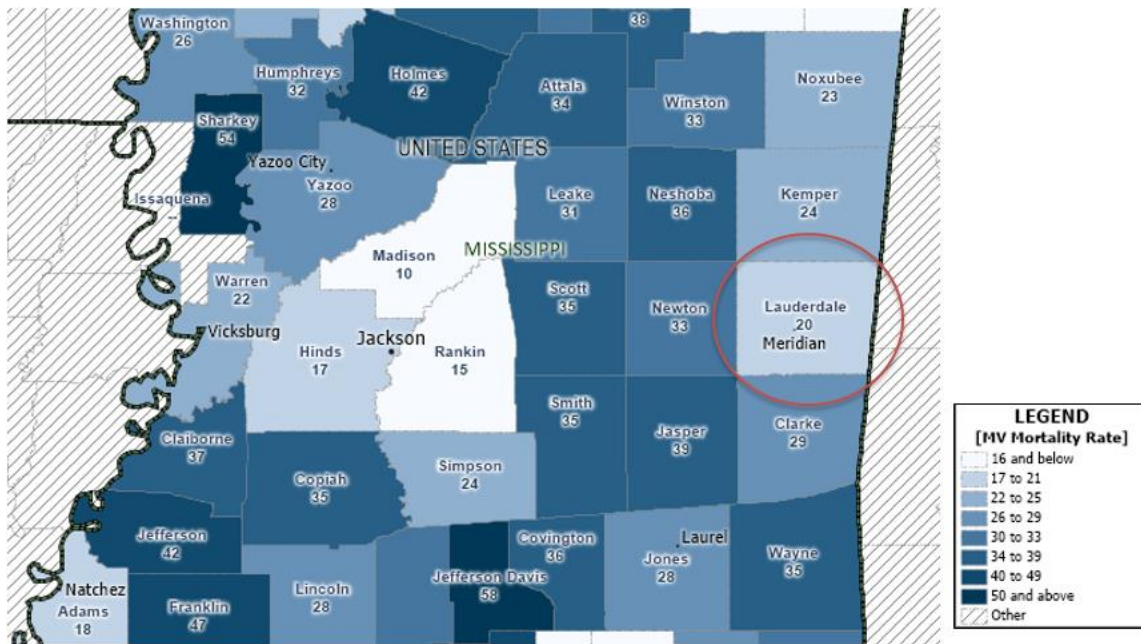 38
Washington
26
Humphreys
32
Holmes
42
Attala
34
Winston
33
Noxubee
23
Sharkey
54
UNITED STATES
Yazoo City
Yazoo
28
Issaquena
--
Leake
31
Neshoba
36
Kemper
24
MISSISSIPPI
Madison
10
Warren
22
Vicksburg
Scott
35
Newton
33
Lauderdale
20
Meridian
Hinds
17
Jackson
Rankin
15
Smith
35
Jasper
39
Clarke
29
Claiborne
37
Copiah
35
Simpson
24
Jefferson
42
Covington
36
Laurel
Jones
28
Wayne
35
Natchez
Adams
18
Franklin
47
Lincoln
28
Jefferson Davis
58
LEGEND
[MV Mortality Rate]
16 and below
17 to 21
22 to 25
26 to 29
30 to 33
34 to 39
40 to 49
50 and above
Other